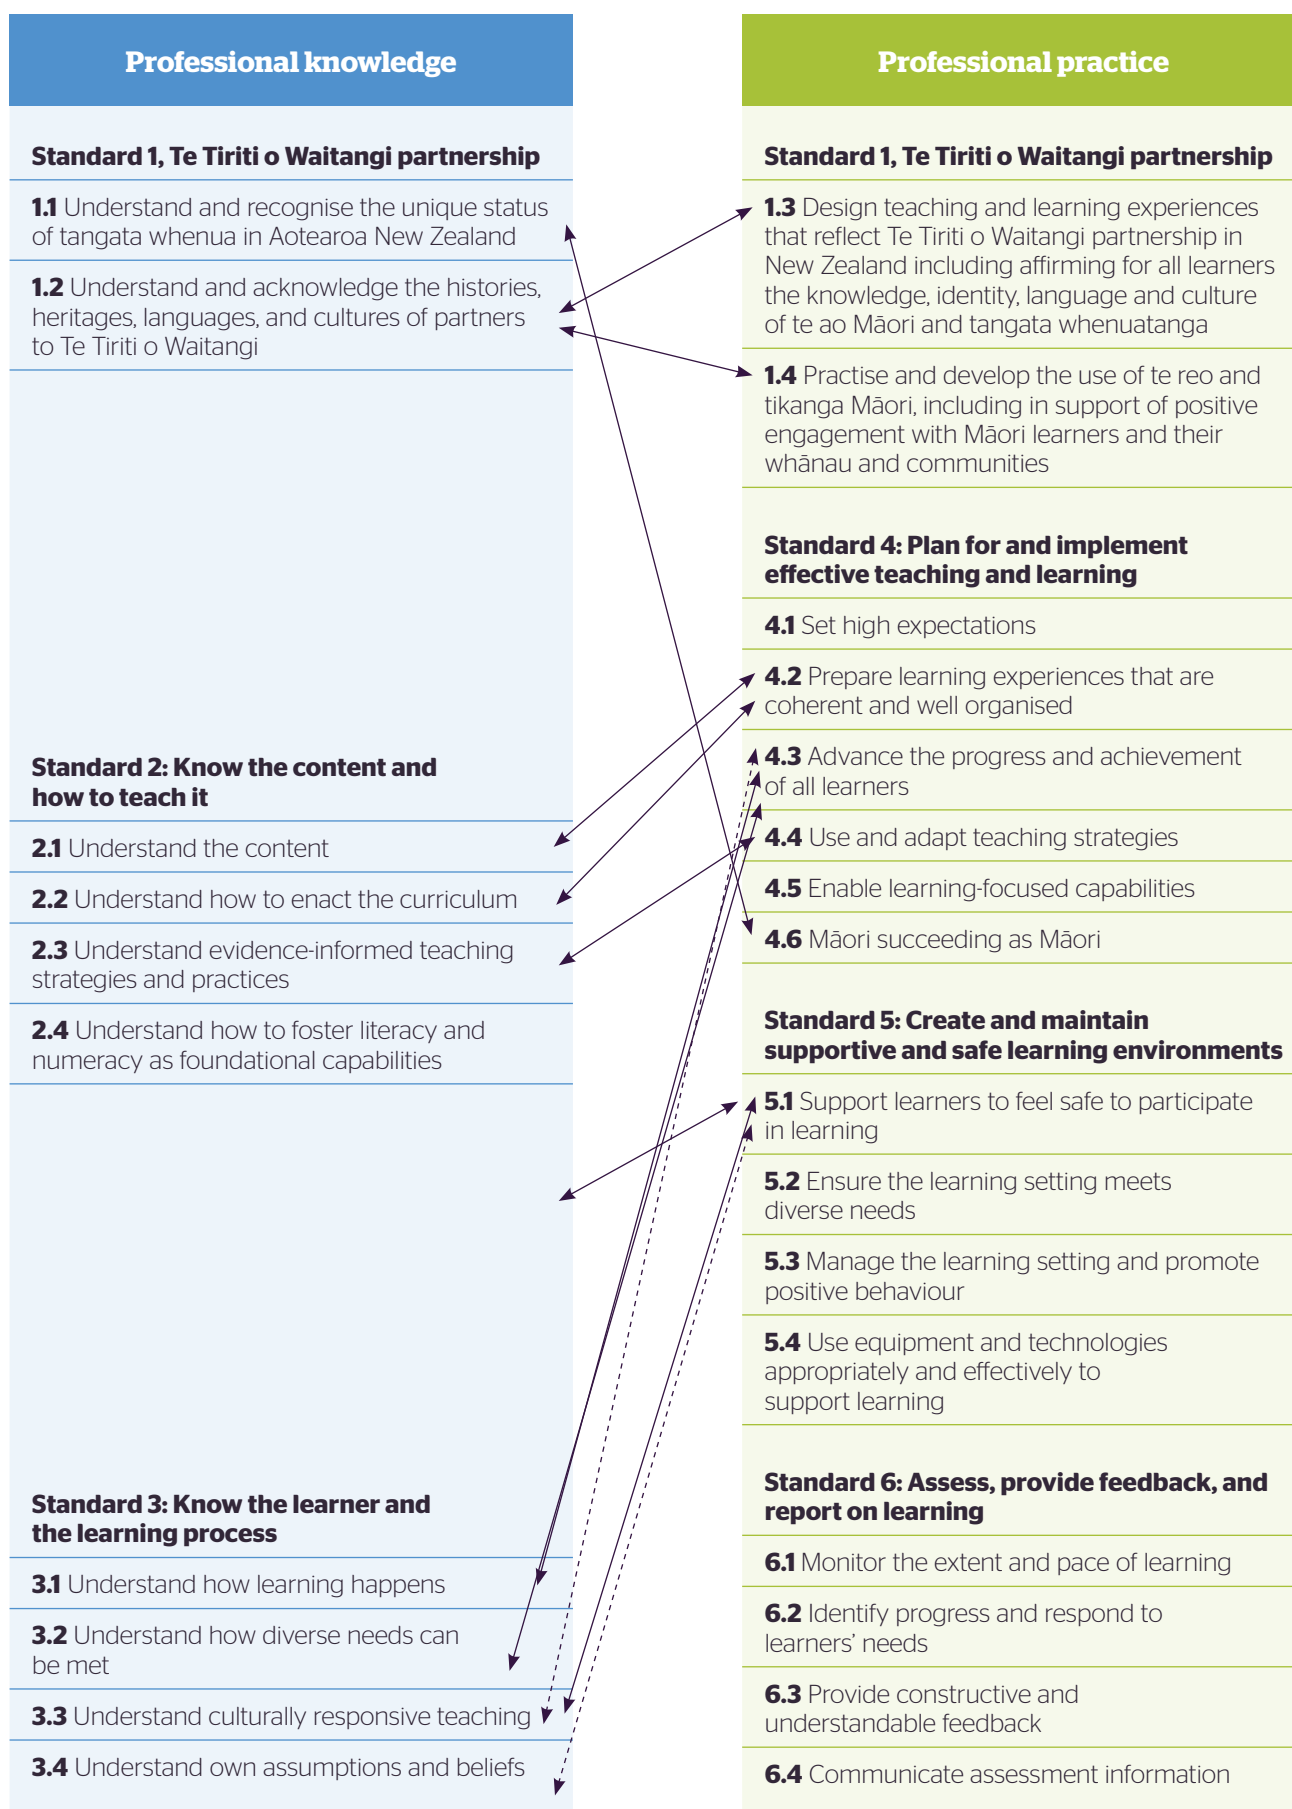 Professional knowledge
Standard 1, Te Tiriti o Waitangi partnership
1.1 Understand and recognise the unique status
of tangata whenua in Aotearoa New Zealand
1.2 Understand and acknowledge the histories,
heritages, languages, and cultures of partners
to Te Tiriti o Waitangi
Standard 2: Know the content and
how to teach it
2.1 Understand the content
2.2 Understand how to enact the curriculum
2.3 Understand evidence-informed teaching
strategies and practices
2.4 Understand how to foster literacy and
numeracy as foundational capabilities
Standard 3: Know the learner and
the learning process
3.1 Understand how learning happens
3.2 Understand how diverse needs can
be met
3.3 Understand culturally responsive teaching
3.4 Understand own assumptions and beliefs
Professional practice
Standard 1, Te Tiriti o Waitangi partnership
1.3 Design teaching and learning experiences
that reflect Te Tiriti o Waitangi partnership in
New Zealand including affirming for all learners
the knowledge, identity, language and culture
of te ao Māori and tangata whenuatanga
1.4 Practise and develop the use of te reo and
tikanga Māori, including in support of positive
engagement with Māori learners and their
whānau and communities
Standard 4: Plan for and implement
effective teaching and learning
4.1 Set high expectations
4.2 Prepare learning experiences that are
coherent and well organised
4.3 Advance the progress and achievement
of all learners
4.4 Use and adapt teaching strategies
4.5 Enable learning-focused capabilities
4.6 Māori succeeding as Māori
Standard 5: Create and maintain
supportive and safe learning environments
5.1 Support learners to feel safe to participate
in learning
5.2 Ensure the learning setting meets
diverse needs
5.3 Manage the learning setting and promote
positive behaviour
5.4 Use equipment and technologies
appropriately and effectively to
support learning
Standard 6: Assess, provide feedback, and
report on learning
6.1 Monitor the extent and pace of learning
6.2 Identify progress and respond to
learners’ needs
6.3 Provide constructive and
understandable feedback
6.4 Communicate assessment information